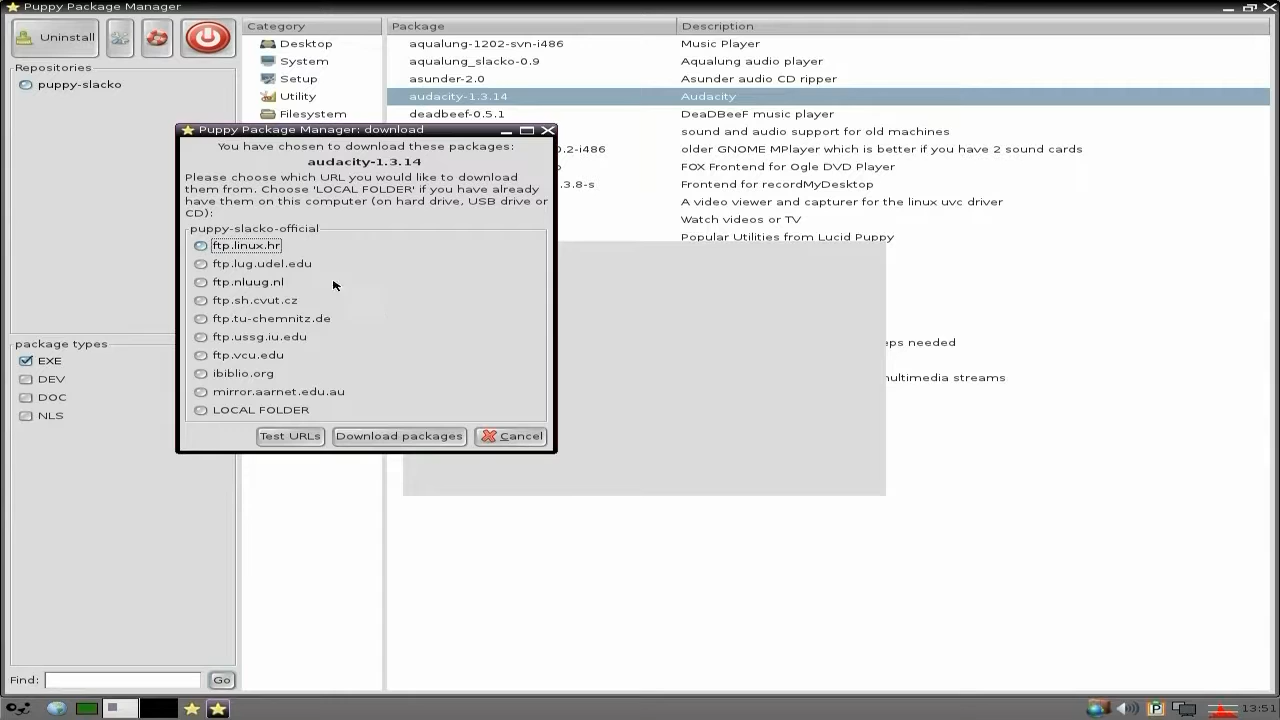 Puppy Package Manager
Uninstall
Repositories
puppy-slacko
package types
EXE
DEV
DOC
NLS
Find:
Go
Category
Desktop
System
Setup
Utility
Filesystem
Package Description
aqualung-1202-svn-i486 Music Player
aqualung_slacko-0.9 Aqualung audio player
asunder-2.0 Asunder audio CD ripper
audacity-1.3.14 Audacity
deadbeef-0.5.1 DeaDBeeF music player
sound and audio support for old machines
0.2-i486 older GNOME MPlayer which is better if you have 2 sound cards
FOX Frontend for Ogle DVD Player
.3.8-s Frontend for recordMyDesktop
A video viewer and capturer for the linux uvc driver
Watch videos or TV
Popular Utilities from Lucid Puppy
eps needed
multimedia streams
Puppy Package Manager: download
You have chosen to download these packages:
audacity-1.3.14
Please choose which URL you would like to download
them from. Choose 'LOCAL FOLDER' if you have already
have them on this computer (on hard drive, USB drive or
CD):
puppy-slacko-official
ftp.linux.hr
ftp.lug.udel.edu
ftp.nluug.nl
ftp.sh.cvut.cz
ftp.tu-chemnitz.de
ftp.ussg.iu.edu
ftp.vcu.edu
ibiblio.org
mirror.aarnet.edu.au
LOCAL FOLDER
Test URLs
Download packages
Cancel
P
13:51